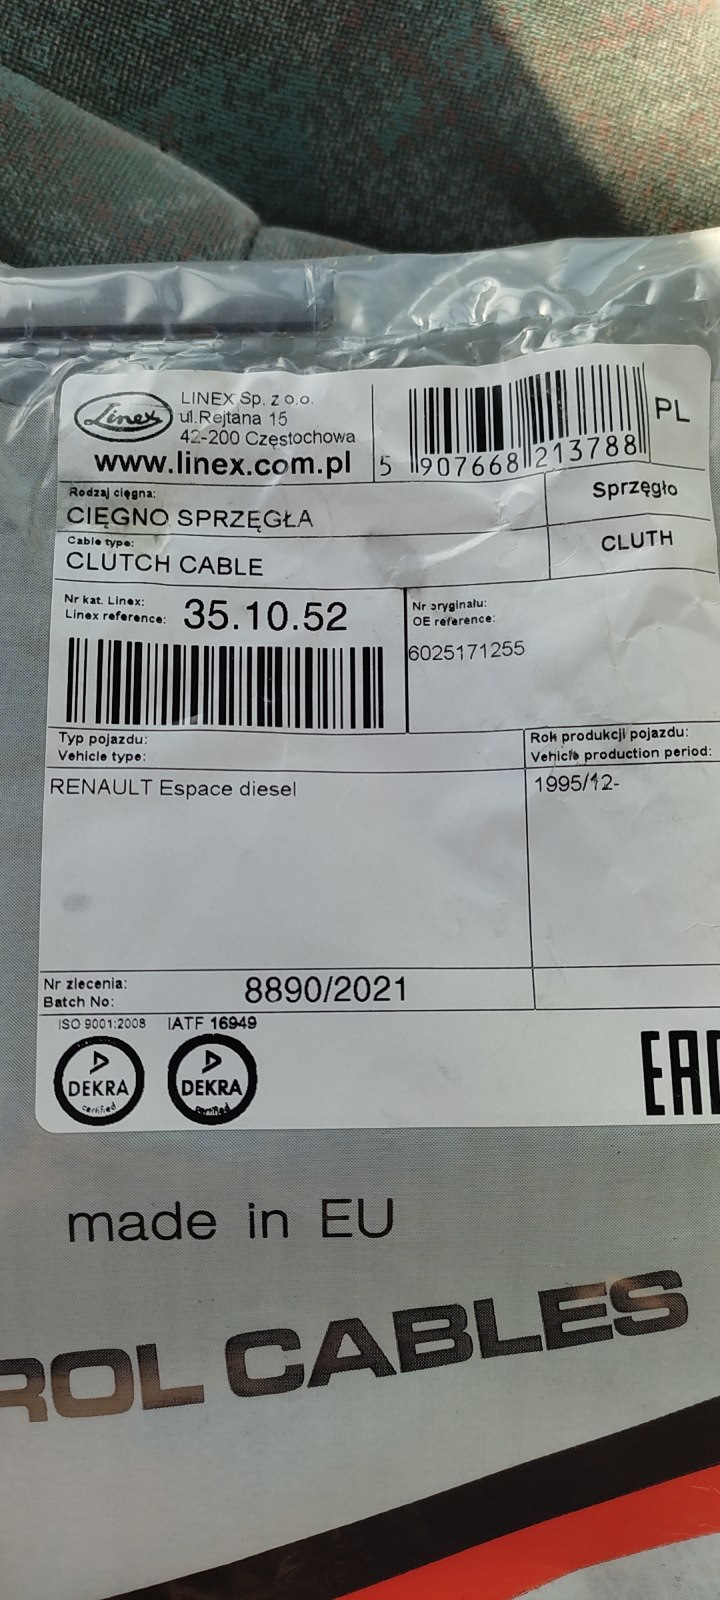 Linex
LINEX Sp. z o.o.
ul.Rejtana 15
42-200 Częstochowa
www.linex.com.pl
5 907668 213788
PL
Rodzaj cięgna:
CIĘGNO SPRZĘGŁA
Sprzęgło
Cable type:
CLUTCH CABLE
CLUTH
Nr kat. Linex:
Linex reference: 35.10.52
Nr oryginału:
OE reference:
6025171255
Typ pojazdu:
Vehicle type:
Rok produkcji pojazdu:
Vehicle production period:
RENAULT Espace diesel
1995/12-
Nr zlecenia:
Batch No: 8890/2021
ISO 9001:2008 IATF 16949
DEKRA
certified
DEKRA
certified
EAC
made in EU
ROL CABLES